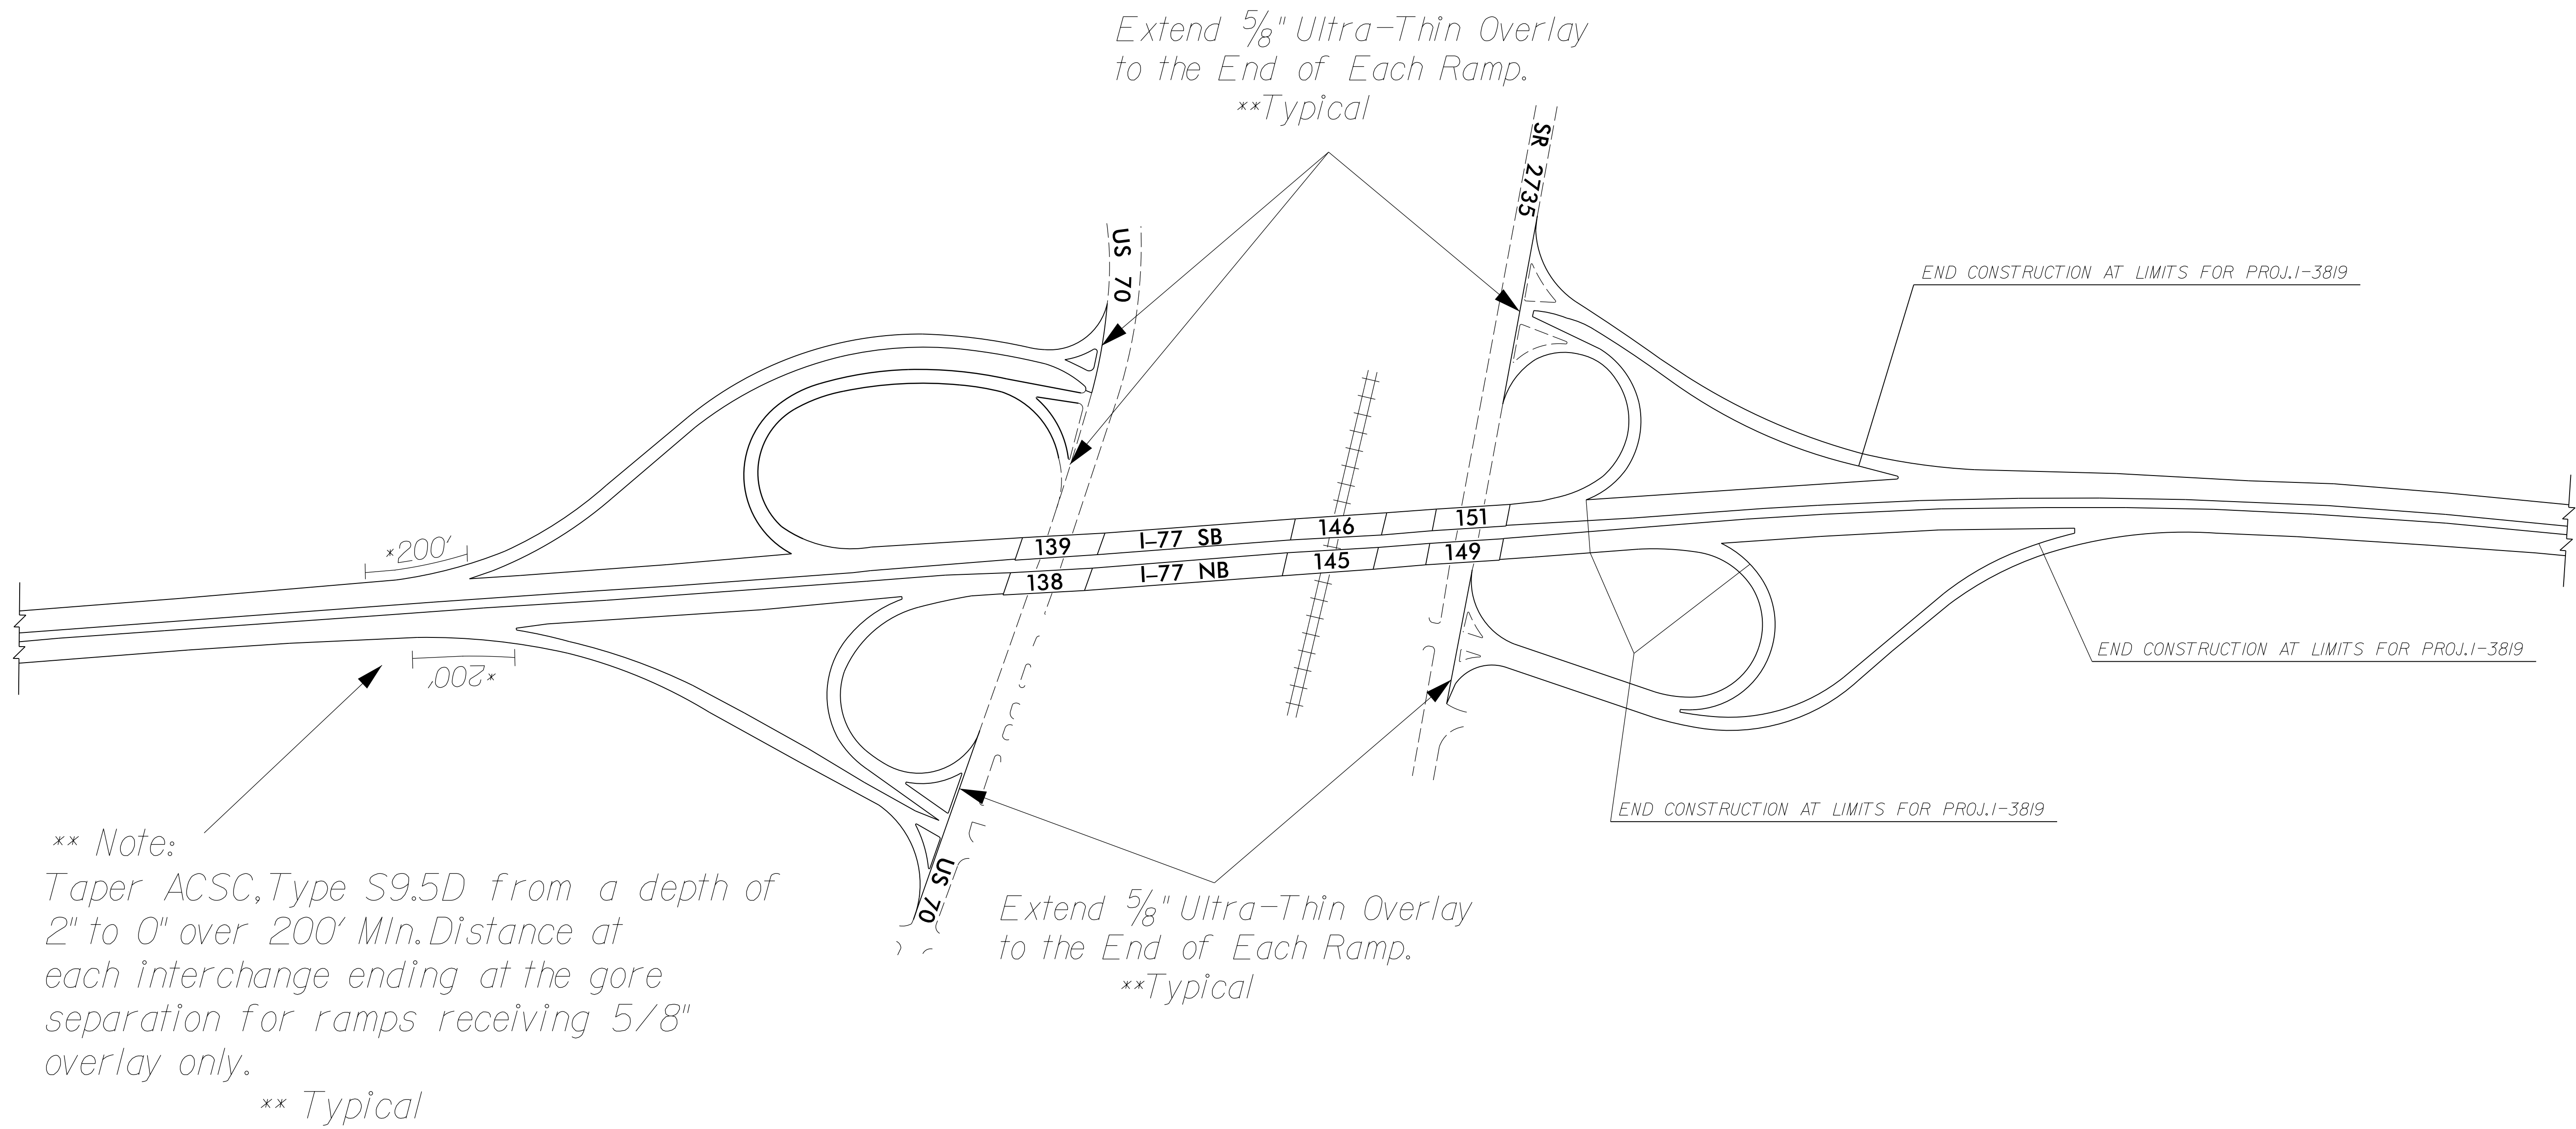 Extend 5/8" Ultra-Thin Overlay
to the End of Each Ramp.
**Typical
SR 2735
US 70
END CONSTRUCTION AT LIMITS FOR PROJ.I-3819
*200'
139
I-77 SB
146
151
138
I-77 NB
145
149
*200'
END CONSTRUCTION AT LIMITS FOR PROJ.I-3819
END CONSTRUCTION AT LIMITS FOR PROJ.I-3819
US 70
** Note:
Taper ACSC,Type S9.5D from a depth of
2" to 0" over 200' MIn.Distance at
each interchange ending at the gore
separation for ramps receiving 5/8"
overlay only.
** Typical
Extend 5/8" Ultra-Thin Overlay
to the End of Each Ramp.
**Typical